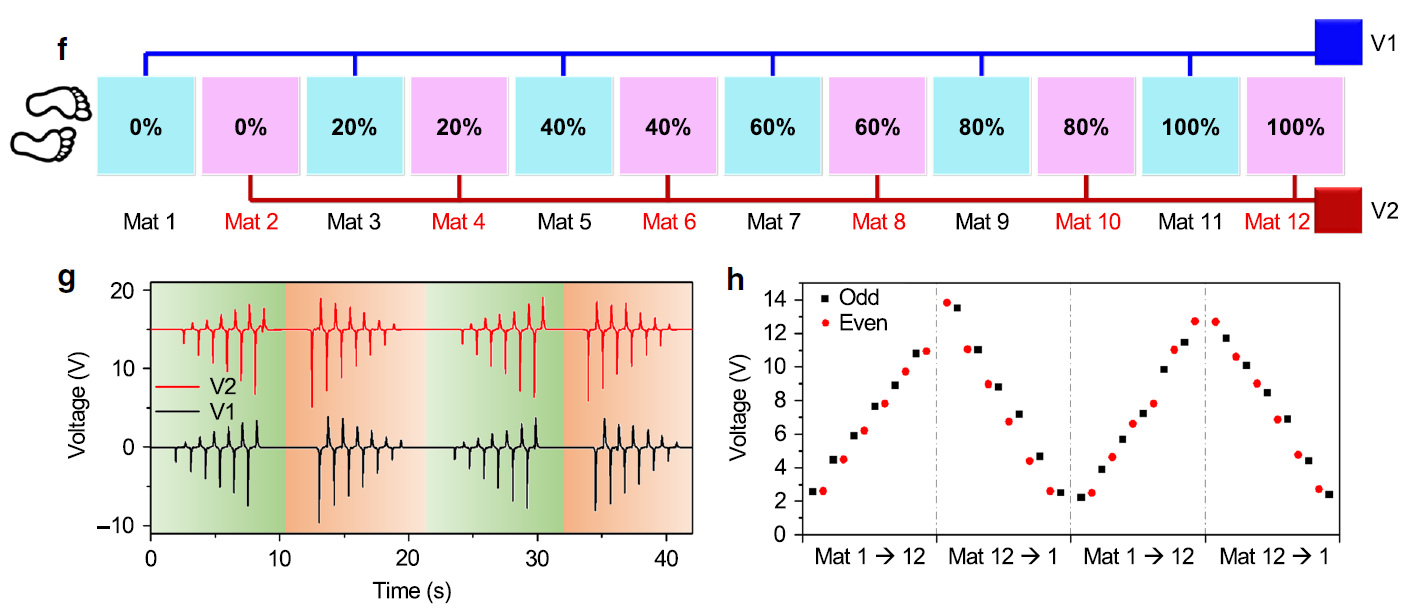 f
V1
0% 0% 20% 20% 40% 40% 60% 60% 80% 80% 100% 100%
Mat 1 Mat 2 Mat 3 Mat 4 Mat 5 Mat 6 Mat 7 Mat 8 Mat 9 Mat 10 Mat 11 Mat 12
V2
g
20
10
0
–10
Voltage (V)
V2
V1
0 10 20 30 40
Time (s)
h
14
12
10
8
6
4
2
0
Voltage (V)
Odd
Even
Mat 1 → 12 Mat 12 → 1 Mat 1 → 12 Mat 12 → 1